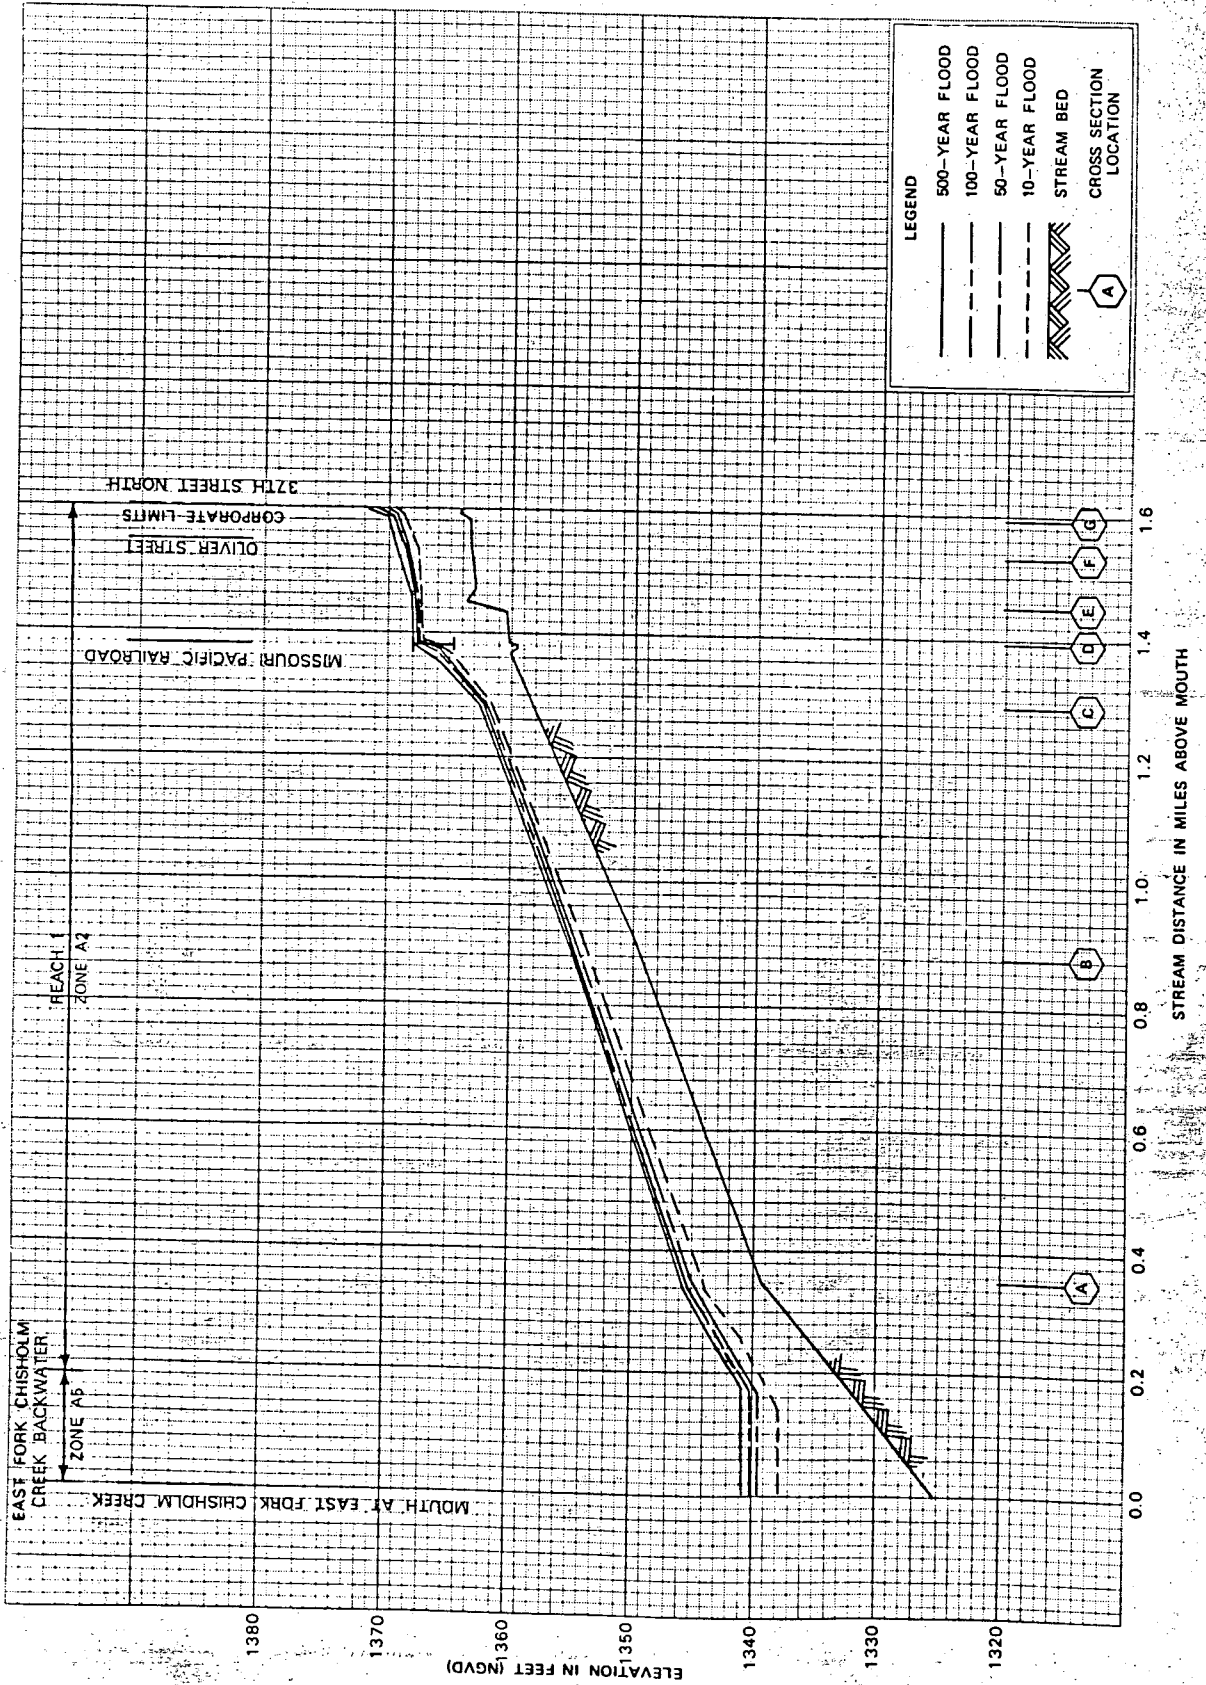 EAST FORK CHISHOLM
CREEK BACKWATER
ZONE A5
REACH 1
ZONE A2
MOUTH AT EAST FORK CHISHOLM CREEK
MISSOURI PACIFIC RAILROAD
OLIVER STREET
CORPORATE LIMITS
37TH STREET NORTH
ELEVATION IN FEET (NGVD)
1380
1370
1360
1350
1340
1330
1320
0.0
0.2
0.4
0.6
0.8
1.0
1.2
1.4
1.6
STREAM DISTANCE IN MILES ABOVE MOUTH
A
B
C
D
E
F
G
LEGEND
500-YEAR FLOOD
100-YEAR FLOOD
50-YEAR FLOOD
10-YEAR FLOOD
STREAM BED
A
CROSS SECTION
LOCATION